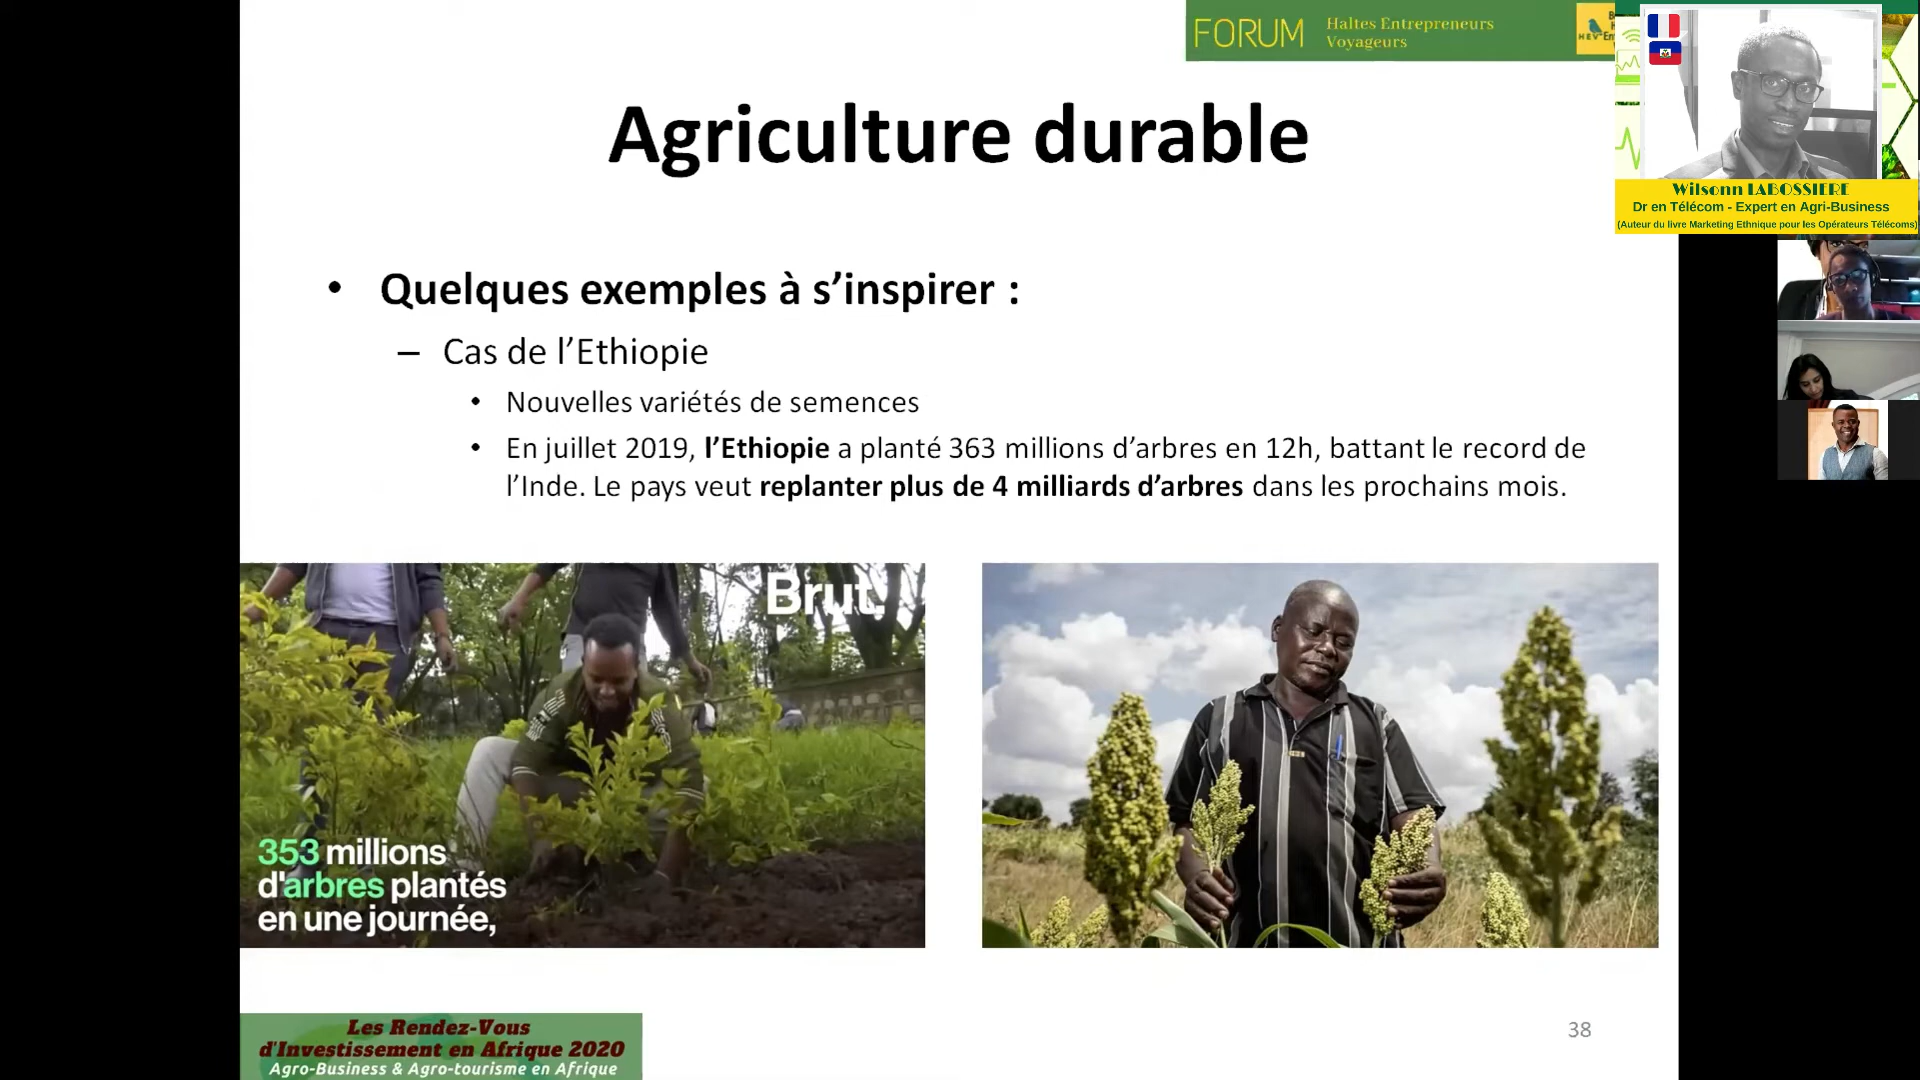 FORUM
Haltes Entrepreneurs
Voyageurs
Agriculture durable
Wilsonn LABOSSIERE
Dr en Télécom - Expert en Agri-Business
(Auteur du livre Marketing Ethnique pour les Opérateurs Télécoms)
• Quelques exemples à s’inspirer :
– Cas de l’Ethiopie
• Nouvelles variétés de semences
• En juillet 2019, l’Ethiopie a planté 363 millions d’arbres en 12h, battant le record de
l’Inde. Le pays veut replanter plus de 4 milliards d’arbres dans les prochains mois.
Brut.
353 millions
d'arbres plantés
en une journée,
Les Rendez-Vous
d'Investissement en Afrique 2020
Agro-Business & Agro-tourisme en Afrique
38